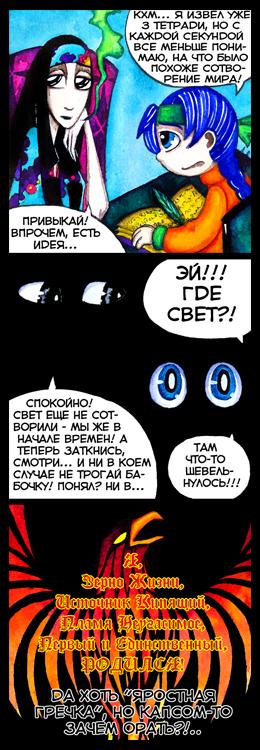 КХМ... Я ИЗВЕЛ УЖЕ
3 ТЕТРАДИ, НО С
КАЖДОЙ СЕКУНДОЙ
ВСЕ МЕНЬШЕ ПОНИ-
МАЮ, НА ЧТО БЫЛО
ПОХОЖЕ СОТВО-
РЕНИЕ МИРА!
ПРИВЫКАЙ!
ВПРОЧЕМ, ЕСТЬ
ИДЕЯ...
ЭЙ!!!
ГДЕ
СВЕТ?!
СПОКОЙНО!
СВЕТ ЕЩЕ НЕ СОТ-
ВОРИЛИ - МЫ ЖЕ В
НАЧАЛЕ ВРЕМЕН! А
ТЕПЕРЬ ЗАТКНИСЬ,
СМОТРИ... И НИ В КОЕМ
СЛУЧАЕ НЕ ТРОГАЙ БА-
БОЧКУ! ПОНЯЛ? НИ В...
ТАМ
ЧТО-ТО
ШЕВЕЛЬ-
НУЛОСЬ!!!
Я,
Зерно Жизни,
Источник Кипящий,
Пламя Негасимое,
Первый и Единственный,
РОДИЛСЯ!
ДА ХОТЬ "ЯРОСТНАЯ
ГРЕЧКА", НО КАПСОМ-ТО
ЗАЧЕМ ОРАТЬ?!..